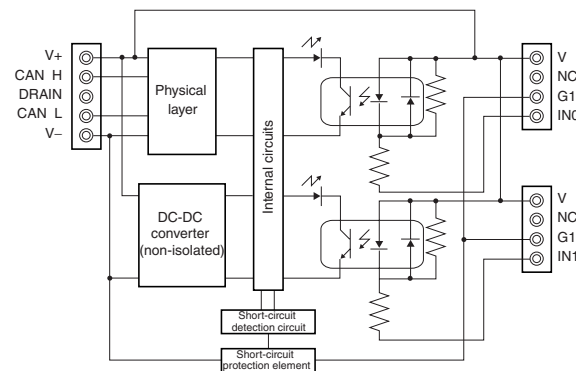 V+
CAN H
DRAIN
CAN L
V–
Physical
layer
DC-DC
converter
(non-isolated)
Internal circuits
Short-circuit
detection circuit
Short-circuit
protection element
V
NC
G1
IN0
V
NC
G1
IN1